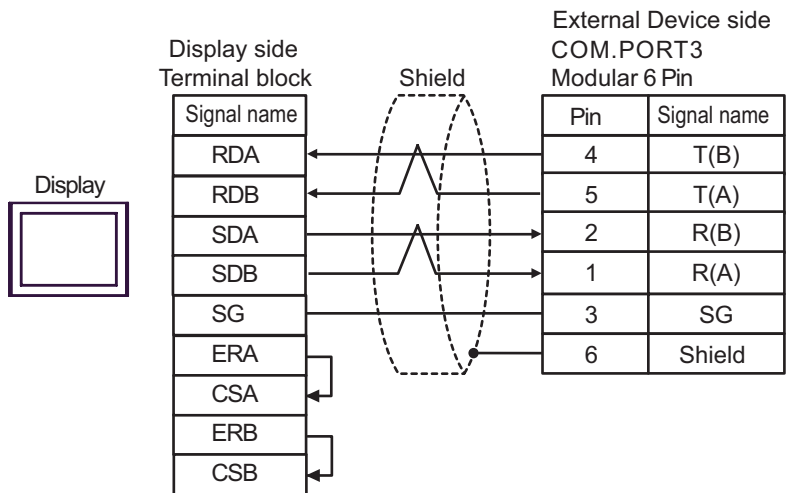 External Device side
Display side COM.PORT3
Terminal block Shield Modular 6 Pin
Signal name Pin Signal name
RDA 4 T(B)
Display
RDB 5 T(A)
SDA 2 R(B)
SDB 1 R(A)
SG 3 SG
ERA 6 Shield
CSA
ERB
CSB